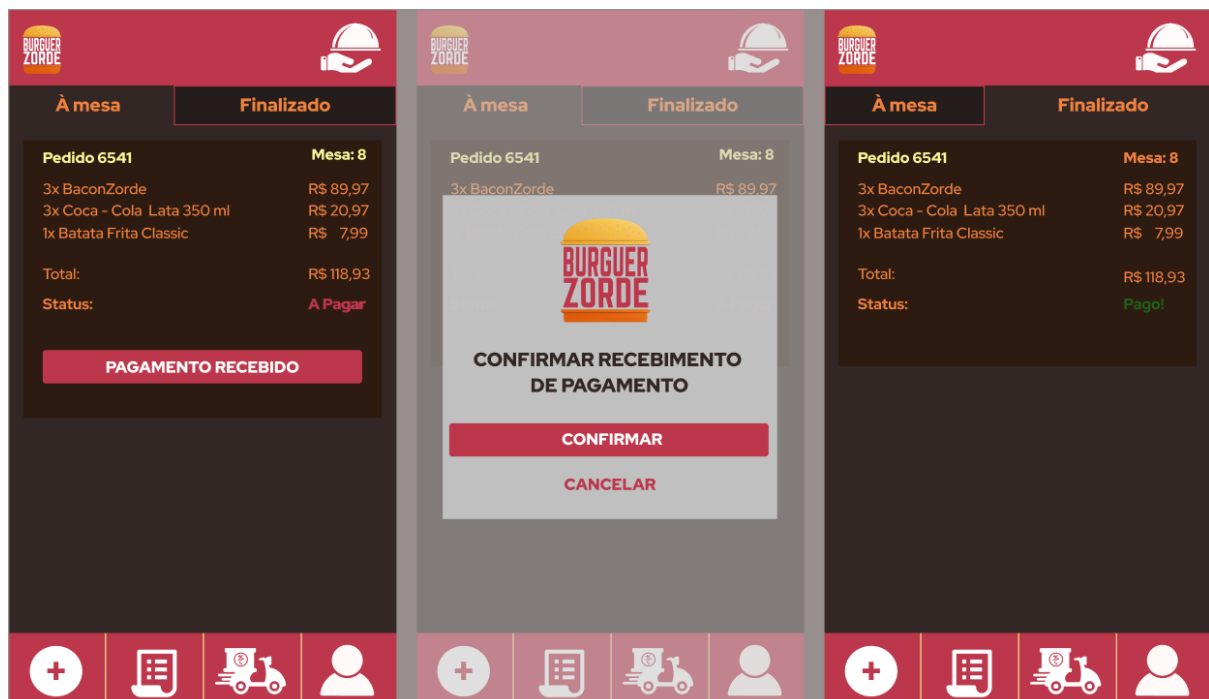 BURGUER
ZORDE
À mesa
Finalizado
Pedido 6541
Mesa: 8
3x BaconZorde
R$ 89,97
3x Coca - Cola Lata 350 ml
R$ 20,97
1x Batata Frita Classic
R$ 7,99
Total:
R$ 118,93
Status:
A Pagar
PAGAMENTO RECEBIDO
BURGUER
ZORDE
À mesa
Finalizado
Pedido 6541
Mesa: 8
3x BaconZorde
R$ 89,97
BURGUER
ZORDE
CONFIRMAR RECEBIMENTO
DE PAGAMENTO
CONFIRMAR
CANCELAR
BURGUER
ZORDE
À mesa
Finalizado
Pedido 6541
Mesa: 8
3x BaconZorde
R$ 89,97
3x Coca - Cola Lata 350 ml
R$ 20,97
1x Batata Frita Classic
R$ 7,99
Total:
R$ 118,93
Status:
Pago!